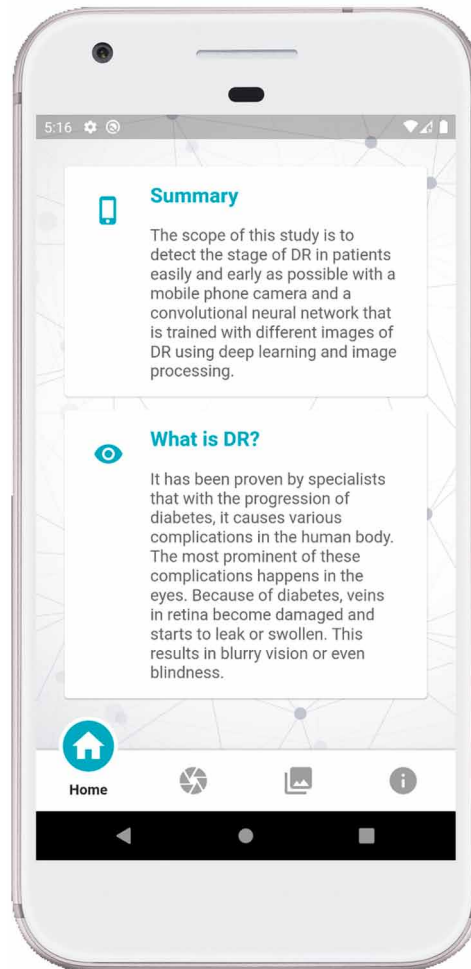 5:16
Summary
The scope of this study is to
detect the stage of DR in patients
easily and early as possible with a
mobile phone camera and a
convolutional neural network that
is trained with different images of
DR using deep learning and image
processing.
What is DR?
It has been proven by specialists
that with the progression of
diabetes, it causes various
complications in the human body.
The most prominent of these
complications happens in the
eyes. Because of diabetes, veins
in retina become damaged and
starts to leak or swollen. This
results in blurry vision or even
blindness.
Home